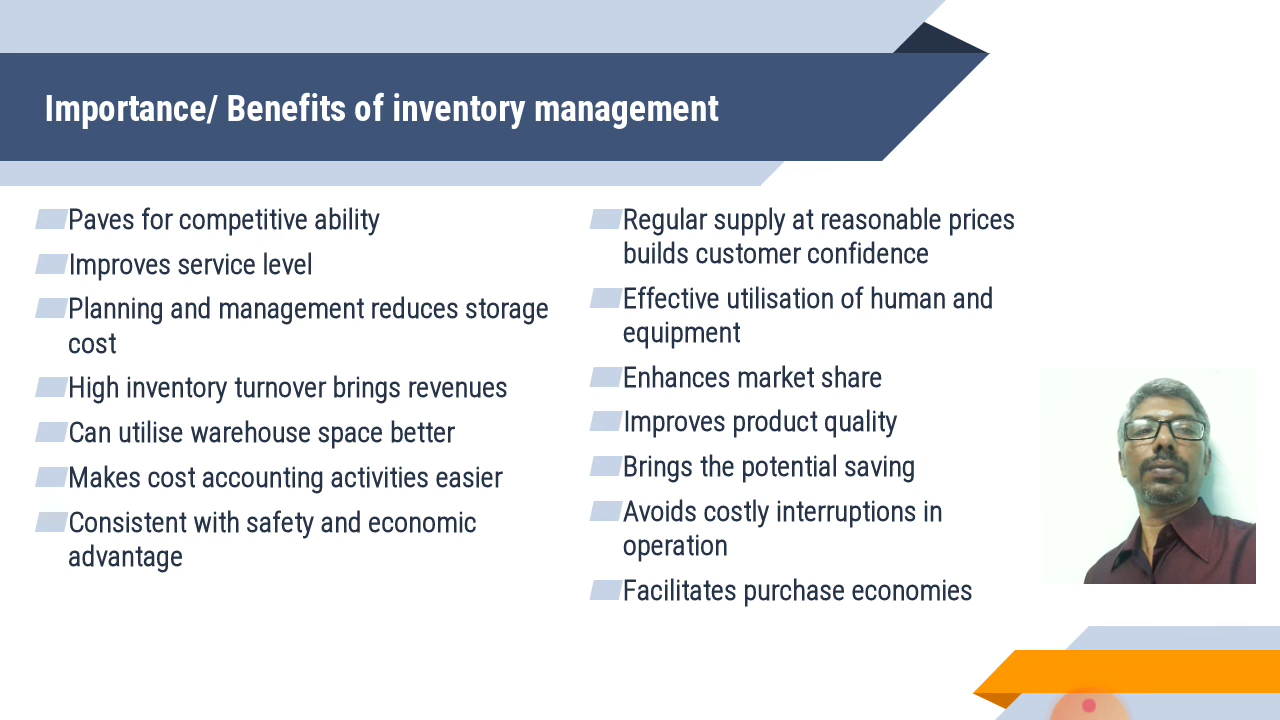 Importance/ Benefits of inventory management
Paves for competitive ability
Improves service level
Planning and management reduces storage
cost
High inventory turnover brings revenues
Can utilise warehouse space better
Makes cost accounting activities easier
Consistent with safety and economic
advantage
Regular supply at reasonable prices
builds customer confidence
Effective utilisation of human and
equipment
Enhances market share
Improves product quality
Brings the potential saving
Avoids costly interruptions in
operation
Facilitates purchase economies